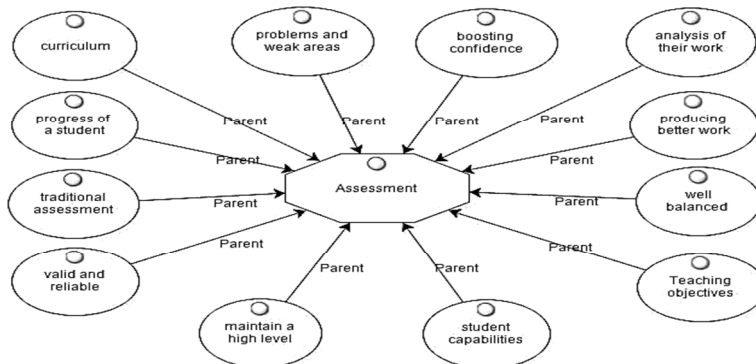 curriculum
problems and
weak areas
boosting
confidence
analysis of
their work
progress of
a student
Parent
Parent
Parent
Parent
producing
better work
Parent
Parent
traditional
assessment
Parent
Assessment
Parent
well
balanced
valid and
reliable
Parent
Parent
Teaching
objectives
Parent
Parent
maintain a
high level
student
capabilities